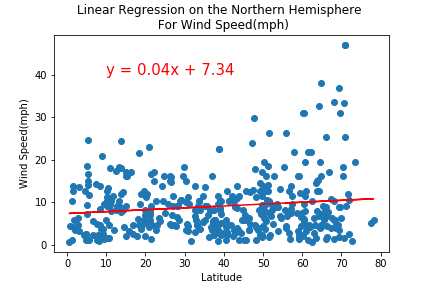 Linear Regression on the Northern Hemisphere
For Wind Speed(mph)
y = 0.04x + 7.34
Wind Speed(mph)
40
30
20
10
0
0 10 20 30 40 50 60 70 80
Latitude